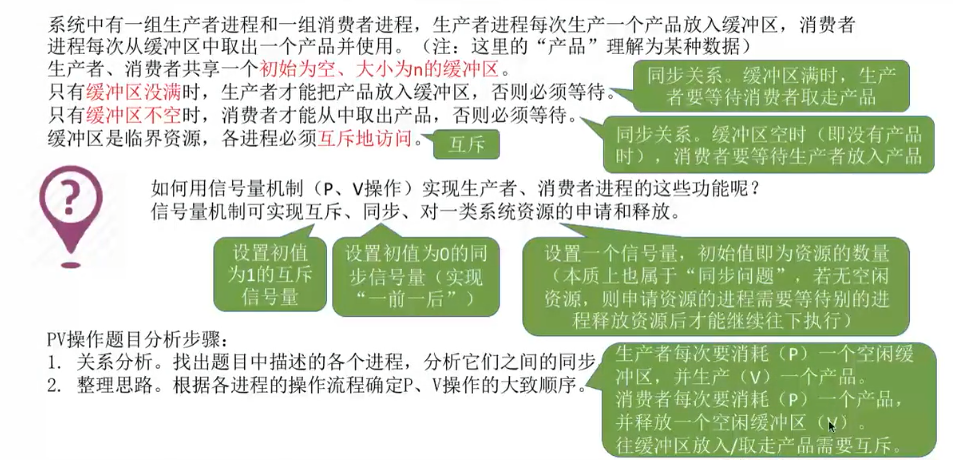 系统中有一组生产者进程和一组消费者进程，生产者进程每次生产一个产品放入缓冲区，消费者
进程每次从缓冲区中取出一个产品并使用。（注：这里的“产品”理解为某种数据）
生产者、消费者共享一个初始为空、大小为n的缓冲区。
只有缓冲区没满时，生产者才能把产品放入缓冲区，否则必须等待。
同步关系。缓冲区满时，生产
者要等待消费者取走产品
只有缓冲区不空时，消费者才能从中取出产品，否则必须等待。
同步关系。缓冲区空时（即没有产品
时），消费者要等待生产者放入产品
缓冲区是临界资源，各进程必须互斥地访问。
互斥
?
如何用信号量机制（P、V操作）实现生产者、消费者进程的这些功能呢？
信号量机制可实现互斥、同步、对一类系统资源的申请和释放。
设置初值
为1的互斥
信号量
设置初值为0的同
步信号量（实现
“一前一后”）
设置一个信号量，初始值即为资源的数量
（本质上也属于“同步问题”，若无空闲
资源，则申请资源的进程需要等待别的进
程释放资源后才能继续往下执行）
PV操作题目分析步骤：
1. 关系分析。找出题目中描述的各个进程，分析它们之间的同步
2. 整理思路。根据各进程的操作流程确定P、V操作的大致顺序。
生产者每次要消耗（P）一个空闲缓
冲区，并生产（V）一个产品。
消费者每次要消耗（P）一个产品，
并释放一个空闲缓冲区（V）。
往缓冲区放入/取走产品需要互斥。